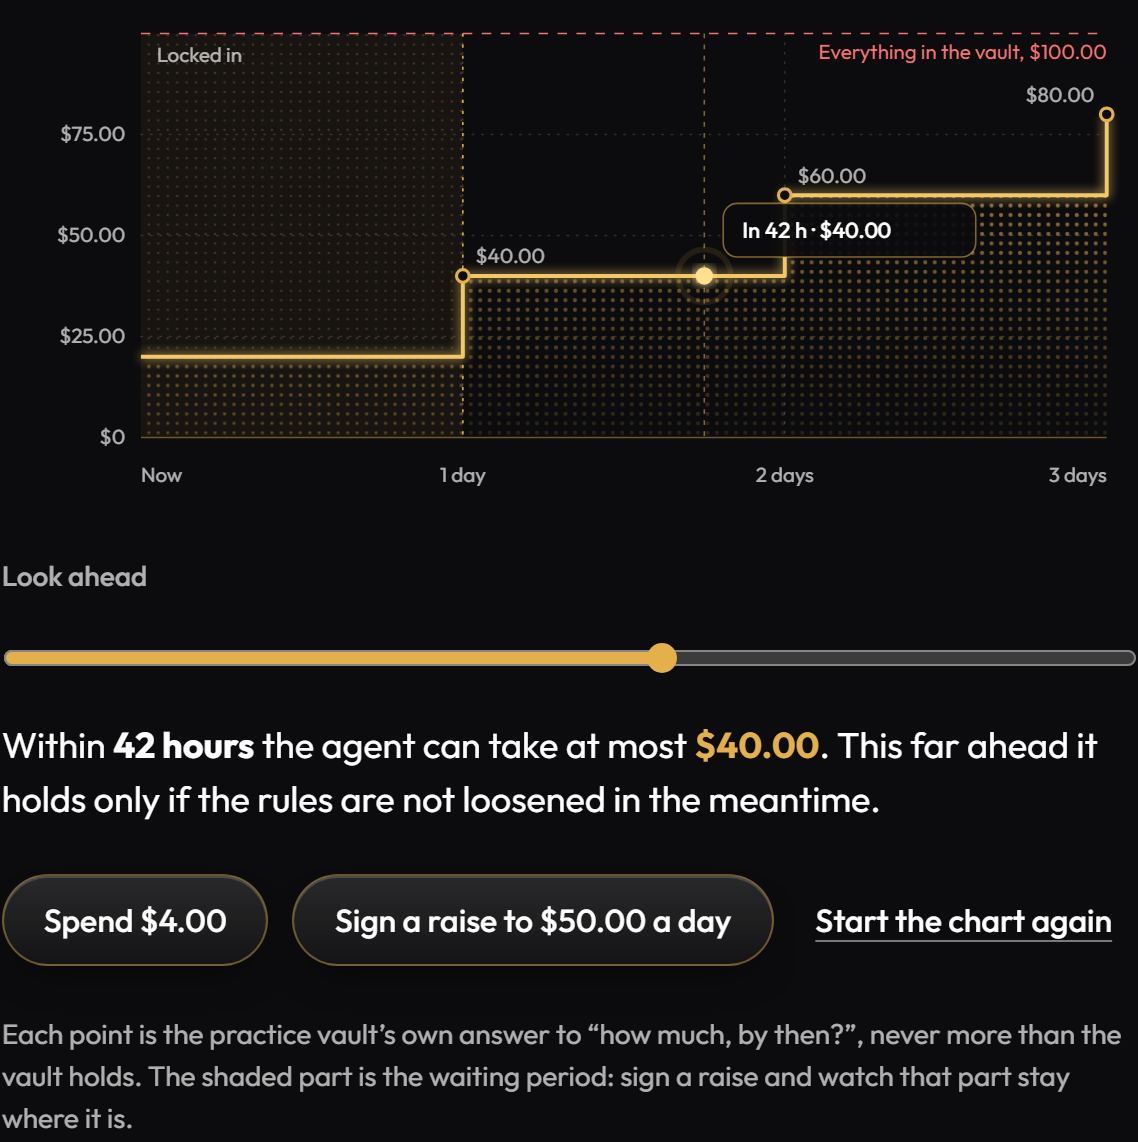 Locked in
Everything in the vault, $100.00
$80.00
$75.00
$60.00
In 42 h · $40.00
$50.00
$40.00
$25.00
$0
Now
1 day
2 days
3 days
Look ahead
Within 42 hours the agent can take at most $40.00. This far ahead it
holds only if the rules are not loosened in the meantime.
Spend $4.00
Sign a raise to $50.00 a day
Start the chart again
Each point is the practice vault’s own answer to “how much, by then?”, never more than the
vault holds. The shaded part is the waiting period: sign a raise and watch that part stay
where it is.